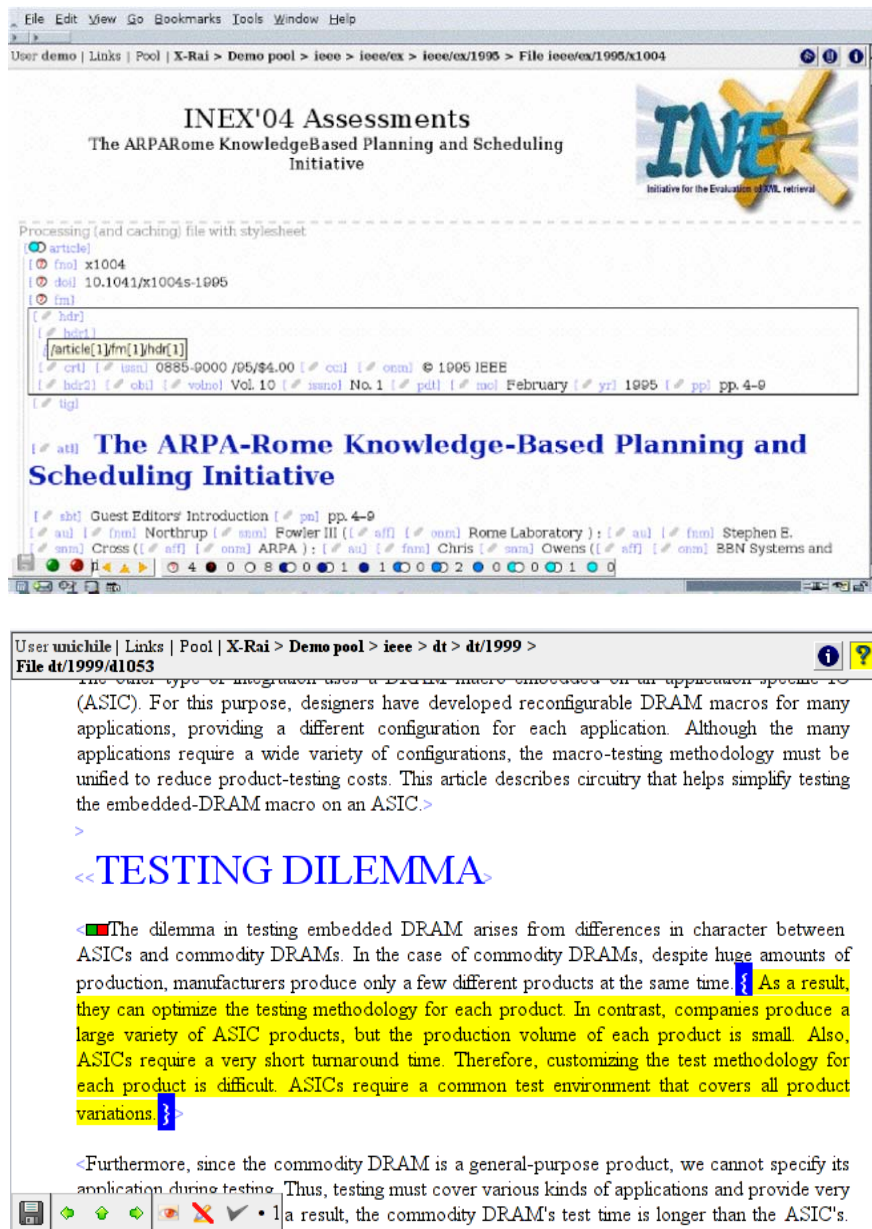 File Edit View Go Bookmarks Tools Window Help
User demo | Links | Pool | X-Rai > Demo pool > ieee > ieee/ex > ieee/ex/1995 > File ieee/ex/1995/x1004
INEX'04 Assessments
The ARPARome KnowledgeBased Planning and Scheduling
Initiative
INEX
Initiative for the Evaluation of XML retrieval
Processing (and caching) file with stylesheet
[ article]
[ fno] x1004
[ doi] 10.1041/x1004s-1995
[ fm]
[ hdr]
[ hdr1]
/article[1]/fm[1]/hdr[1]
[ crt] [ issn] 0885-9000 /95/$4.00 [ cci] [ onm] © 1995 IEEE
[ hdr2] [ obi] [ volno] Vol. 10 [ issno] No. 1 [ pdt] [ mo] February [ yr] 1995 [ pp] pp. 4-9
[ tig]
[ atl] The ARPA-Rome Knowledge-Based Planning and
Scheduling Initiative
[ sbt] Guest Editors' Introduction [ pn] pp. 4-9
[ au] [ fnm] Northrup [ snm] Fowler III ([ aff] [ onm] Rome Laboratory ) ; [ au] [ fnm] Stephen E.
[ snm] Cross ([ aff] [ onm] ARPA ) ; [ au] [ fnm] Chris [ snm] Owens ([ aff] [ onm] BBN Systems and
4 0 0 8 0 1 1 0 2 0 0 1 0
User unichile | Links | Pool | X-Rai > Demo pool > ieee > dt > dt/1999 >
File dt/1999/d1053
The other type of integration uses a DRAM macro embedded on an application-specific IC
(ASIC). For this purpose, designers have developed reconfigurable DRAM macros for many
applications, providing a different configuration for each application. Although the many
applications require a wide variety of configurations, the macro-testing methodology must be
unified to reduce product-testing costs. This article describes circuitry that helps simplify testing
the embedded-DRAM macro on an ASIC.>
>
<<TESTING DILEMMA>
<The dilemma in testing embedded DRAM arises from differences in character between
ASICs and commodity DRAMs. In the case of commodity DRAMs, despite huge amounts of
production, manufacturers produce only a few different products at the same time.{ As a result,
they can optimize the testing methodology for each product. In contrast, companies produce a
large variety of ASIC products, but the production volume of each product is small. Also,
ASICs require a very short turnaround time. Therefore, customizing the test methodology for
each product is difficult. ASICs require a common test environment that covers all product
variations.}>
<Furthermore, since the commodity DRAM is a general-purpose product, we cannot specify its
application during testing. Thus, testing must cover various kinds of applications and provide very
1 a result, the commodity DRAM's test time is longer than the ASIC's.